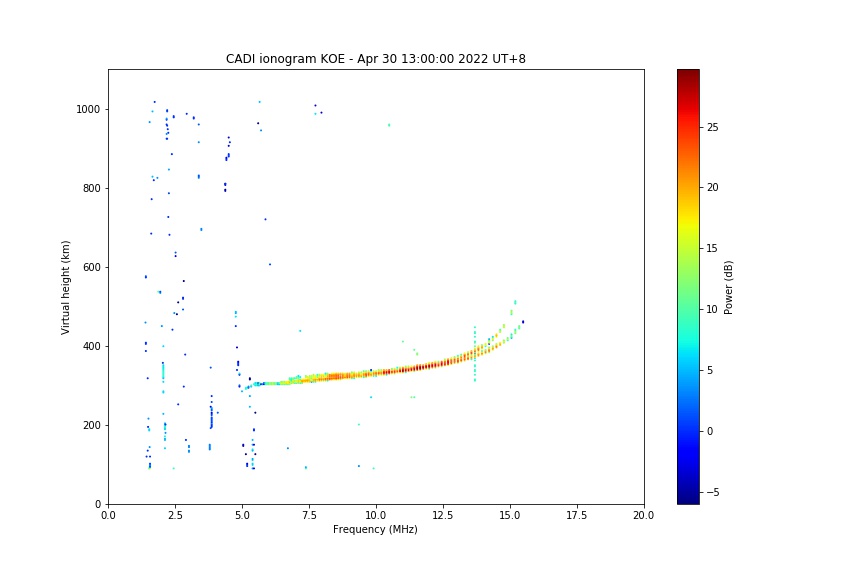 CADI ionogram KOE - Apr 30 13:00:00 2022 UT+8
1000
800
600
400
200
0
Virtual height (km)
0.0 2.5 5.0 7.5 10.0 12.5 15.0 17.5 20.0
Frequency (MHz)
25
20
15
10
5
0
−5
Power (dB)